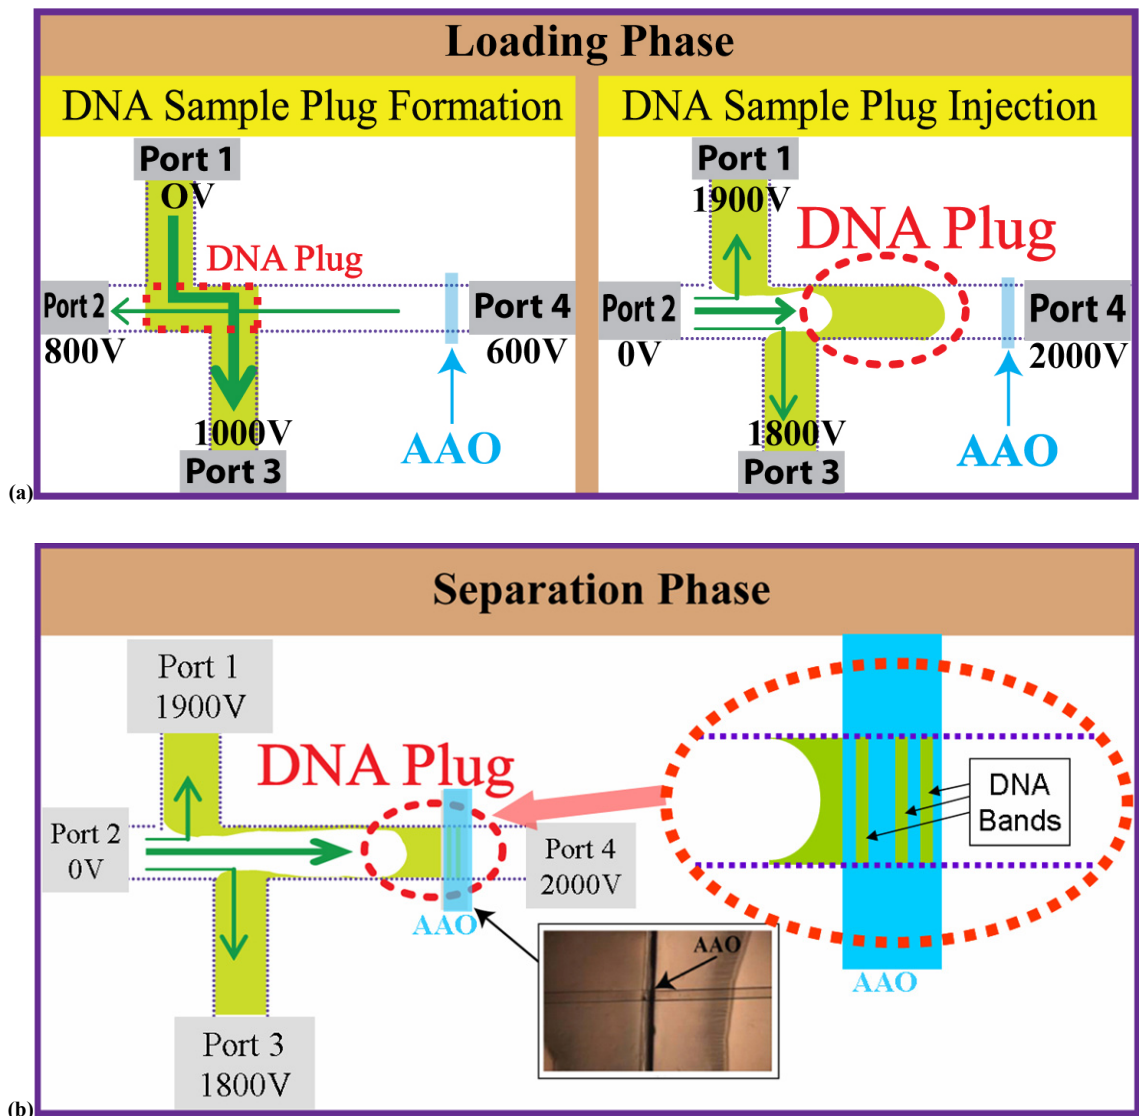 Loading Phase
DNA Sample Plug Formation
Port 1
OV
DNA Plug
Port 2
800V
Port 4
600V
1000V
Port 3
AAO
DNA Sample Plug Injection
Port 1
1900V
DNA Plug
Port 2
0V
Port 4
2000V
1800V
Port 3
AAO
(a)
Separation Phase
Port 1
1900V
DNA Plug
Port 2
0V
Port 4
2000V
AAO
AAO
Port 3
1800V
DNA
Bands
AAO
(b)